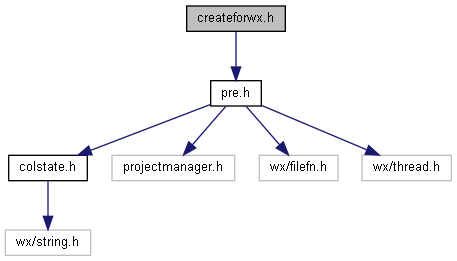 createforwx.h
pre.h
colstate.h
projectmanager.h
wx/filefn.h
wx/thread.h
wx/string.h